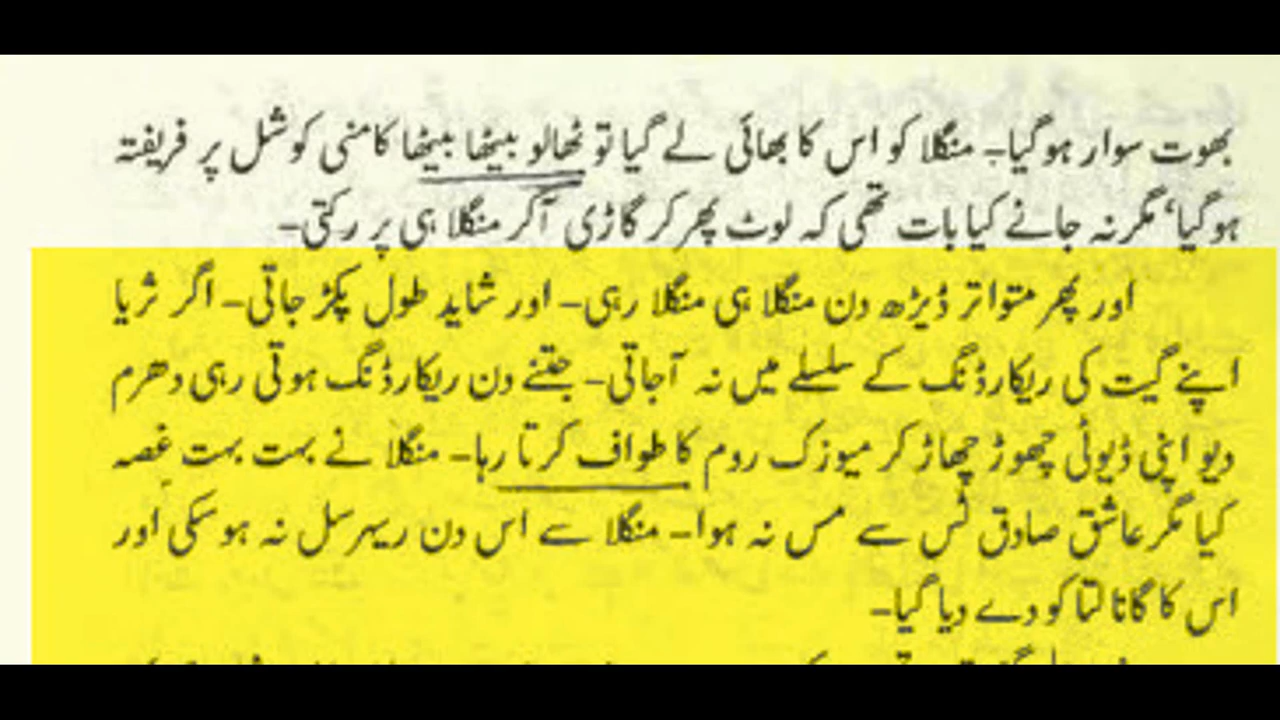 بھوت سوار ہوگیا۔ منگلا کو اس کا بھائی لے گیا تو ٹھالو بیٹھا بیٹھا کامنی کوشل پر فریفتہ
ہوگیا، مگر نہ جانے کیا بات تھی کہ لوٹ پھر کر گاڑی آکر منگلا ہی پر رکتی۔
اور پھر متواتر ڈیڑھ دن منگلا ہی منگلا رہی۔ اور شاید طول پکڑ جاتی۔ اگر ثریا
اپنے گیت کی ریکارڈنگ کے سلسلے میں نہ آجاتی۔ جتنے دن ریکارڈنگ ہوتی رہی دھرم
دیو اپنی ڈیوٹی چھوڑ چھاڑ کر میوزک روم کا طواف کرتا رہا۔ منگلا نے بہت بہت غصہ
کیا مگر عاشق صادق ٹس سے مس نہ ہوا۔ منگلا سے اس دن ریہرسل نہ ہو سکی اور
اس کا گانا لتا کو دے دیا گیا۔